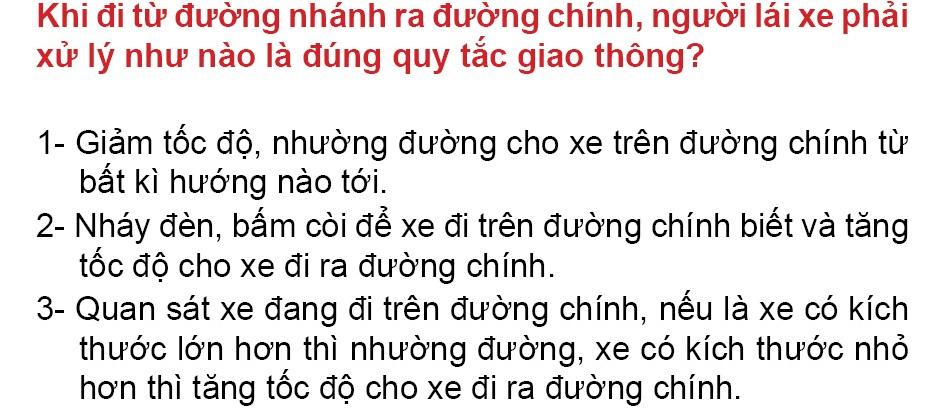 Khi đi từ đường nhánh ra đường chính, người lái xe phải
xử lý như nào là đúng quy tắc giao thông?
1- Giảm tốc độ, nhường đường cho xe trên đường chính từ
bất kì hướng nào tới.
2- Nháy đèn, bấm còi để xe đi trên đường chính biết và tăng
tốc độ cho xe đi ra đường chính.
3- Quan sát xe đang đi trên đường chính, nếu là xe có kích
thước lớn hơn thì nhường đường, xe có kích thước nhỏ
hơn thì tăng tốc độ cho xe đi ra đường chính.